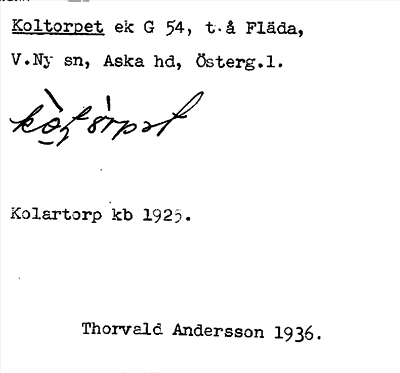 Koltorpet ek G 54, t.å Fläda,
V.Ny sn, Aska hd, Österg.l.
Kolartorp kb 1925.
Thorvald Andersson 1936.